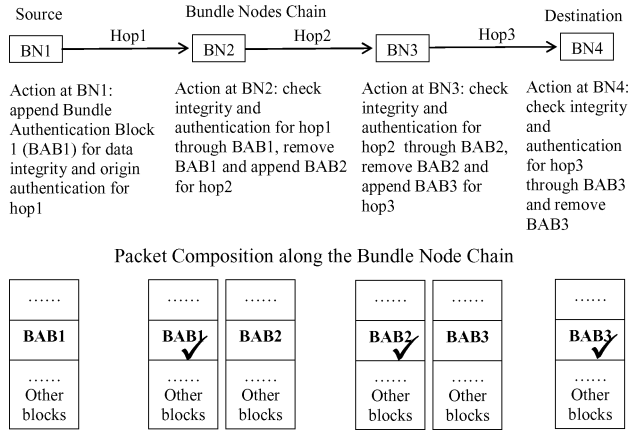 Source
Bundle Nodes Chain
Destination
BN1
Hop1
BN2
Hop2
BN3
Hop3
BN4
Action at BN1:
append Bundle
Authentication Block
1 (BAB1) for data
integrity and origin
authentication for
hop1
Action at BN2: check
integrity and
authentication for hop1
through BAB1, remove
BAB1 and append BAB2
for hop2
Action at BN3: check
integrity and
authentication for
hop2 through BAB2,
remove BAB2 and
append BAB3 for
hop3
Action at BN4:
check integrity
and
authentication
for hop3
through BAB3
and remove
BAB3
Packet Composition along the Bundle Node Chain
......
BAB1
......
Other
blocks
......
BAB1
......
Other
blocks
......
BAB2
......
Other
blocks
......
BAB2
......
Other
blocks
......
BAB3
......
Other
blocks
......
BAB3
......
Other
blocks